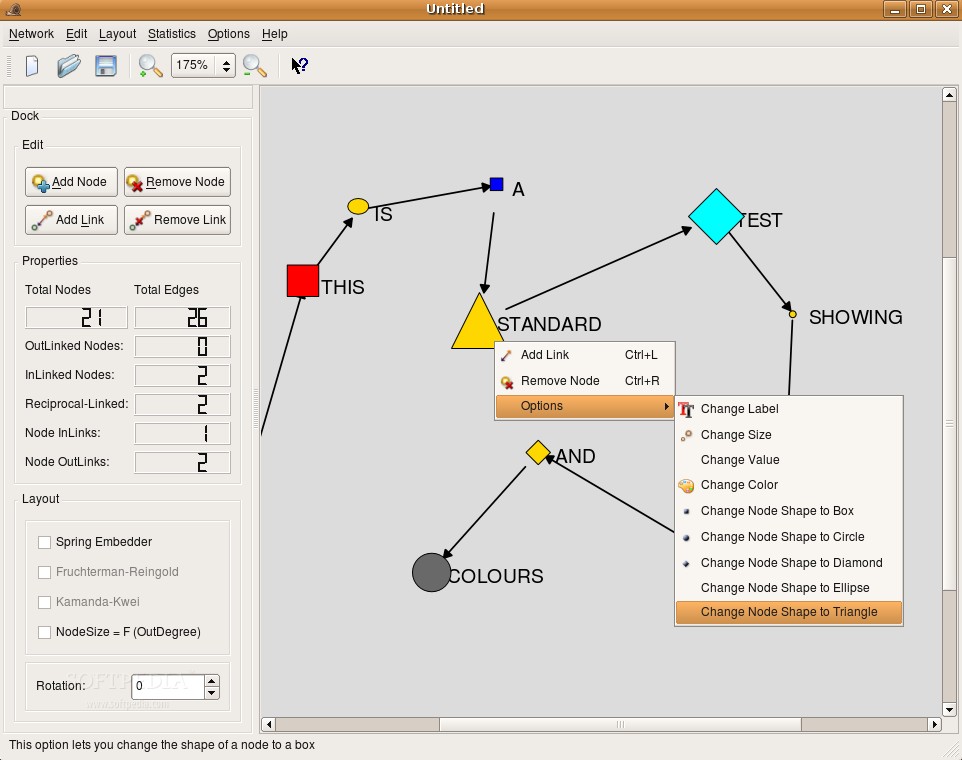 Untitled
Network Edit Layout Statistics Options Help
175%
Dock
Edit
Add Node Remove Node
Add Link Remove Link
Properties
Total Nodes Total Edges
21 26
OutLinked Nodes: 0
InLinked Nodes: 2
Reciprocal-Linked: 2
Node InLinks: 1
Node OutLinks: 2
Layout
Spring Embedder
Fruchterman-Reingold
Kamanda-Kwei
NodeSize = F (OutDegree)
Rotation: 0
SOFTPEDIA
www.softpedia.com
A
IS
TEST
THIS
SHOWING
STANDARD
Add Link Ctrl+L
Remove Node Ctrl+R
Options
Change Label
Change Size
Change Value
Change Color
Change Node Shape to Box
Change Node Shape to Circle
Change Node Shape to Diamond
Change Node Shape to Ellipse
Change Node Shape to Triangle
AND
COLOURS
This option lets you change the shape of a node to a box